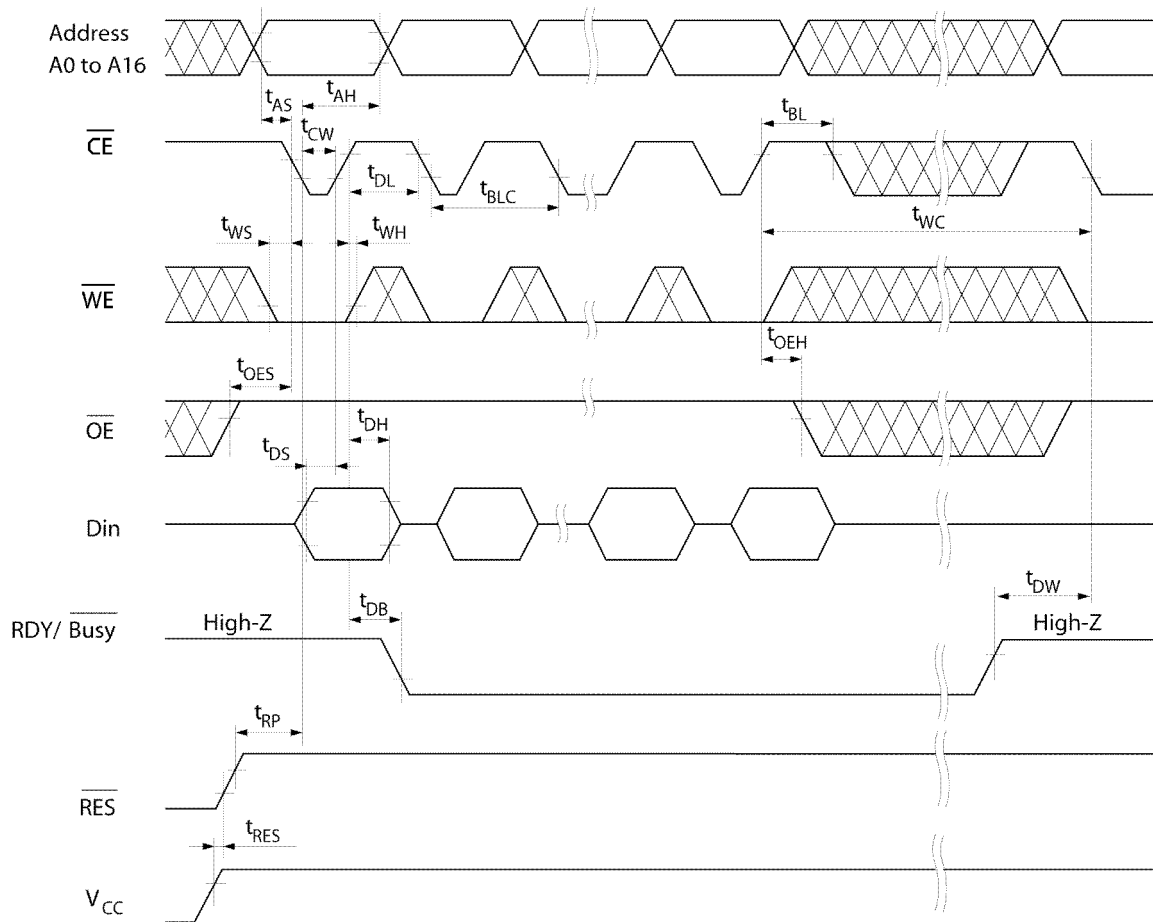 Address
A0 to A16
tAS
tAH
tBL
CE
tCW
tDL
tBLC
tWS
tWH
tWC
WE
tOES
tOEH
OE
tDH
tDS
Din
tDB
tDW
RDY/ Busy
High-Z
High-Z
tRP
RES
tRES
VCC